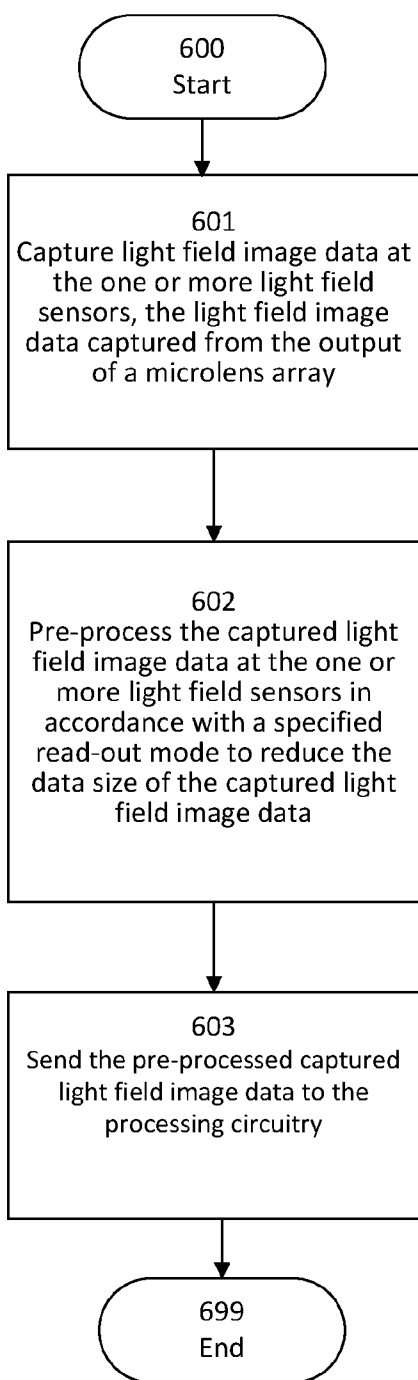 600
Start
601
Capture light field image data at
the one or more light field
sensors, the light field image
data captured from the output
of a microlens array
602
Pre-process the captured light
field image data at the one or
more light field sensors in
accordance with a specified
read-out mode to reduce the
data size of the captured light
field image data
603
Send the pre-processed captured
light field image data to the
processing circuitry
699
End